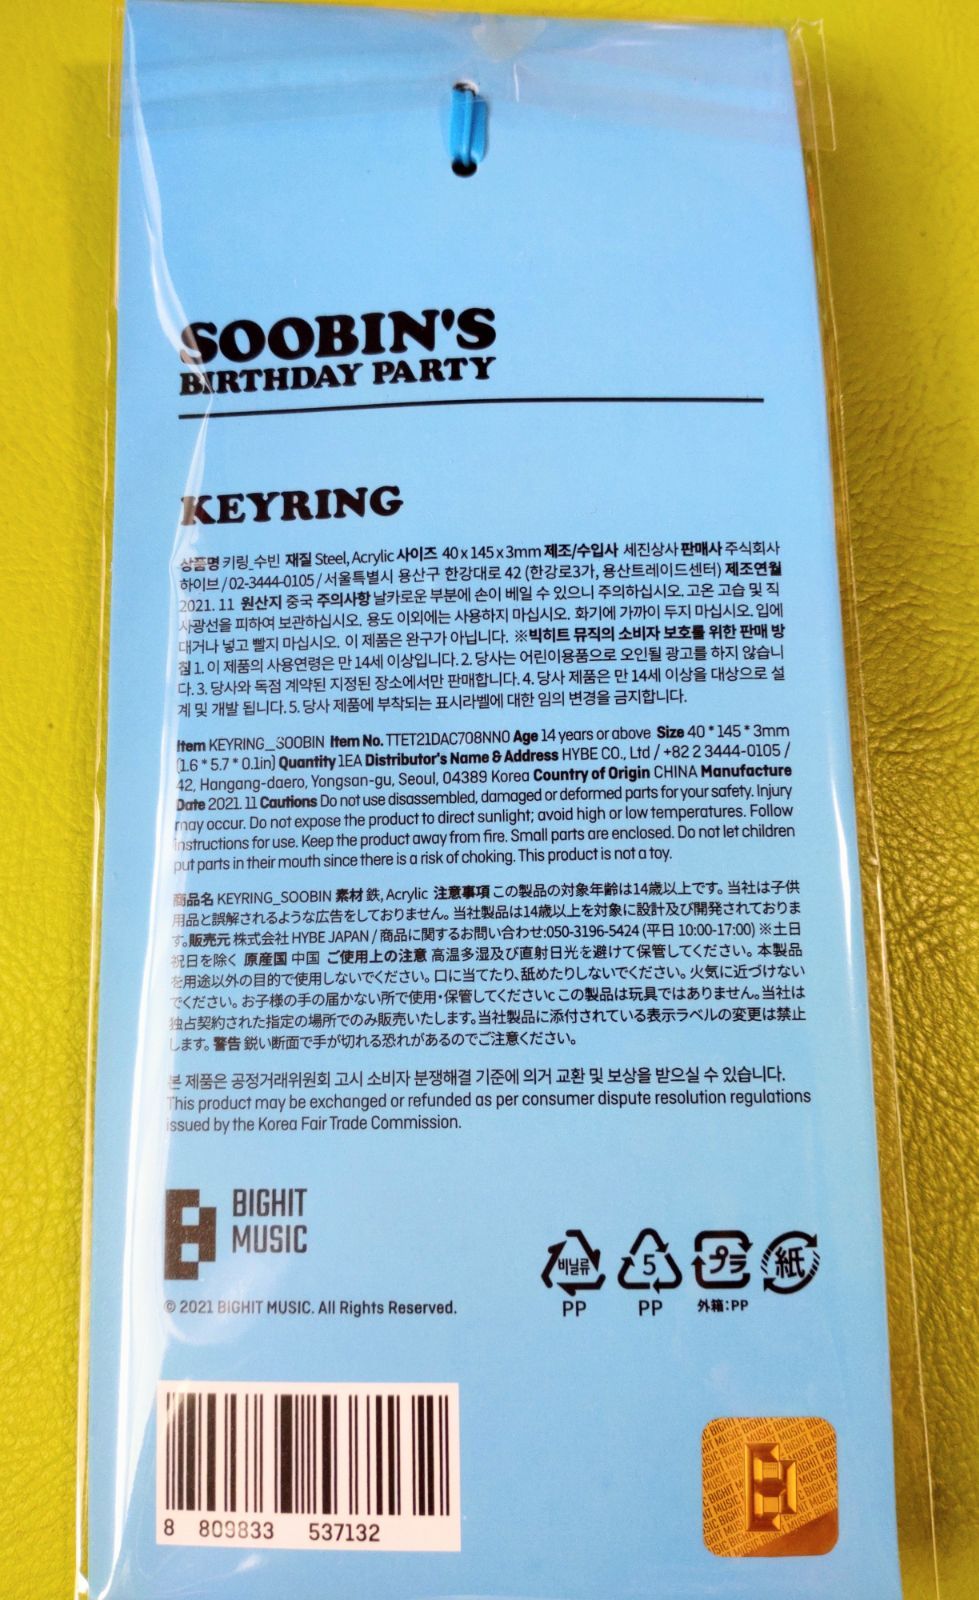 SOOBIN'S
BIRTHDAY PARTY
KEYRING
상품명 키링_수빈 재질 Steel, Acrylic 사이즈 40 x 145 x 3mm 제조/수입사 세진상사 판매사 주식회사
하이브 / 02-3444-0105 / 서울특별시 용산구 한강대로 42 (한강로3가, 용산트레이드센터) 제조연월
2021. 11 원산지 중국 주의사항 날카로운 부분에 손이 베일 수 있으니 주의하십시오. 고온 고습 및 직
사광선을 피하여 보관하십시오. 용도 이외에는 사용하지 마십시오. 화기에 가까이 두지 마십시오. 입에
대거나 넣고 빨지 마십시오. 이 제품은 완구가 아닙니다. ※빅히트 뮤직의 소비자 보호를 위한 판매 방
침 1. 이 제품의 사용연령은 만 14세 이상입니다. 2. 당사는 어린이용품으로 오인될 광고를 하지 않습니
다. 3. 당사와 독점 계약된 지정된 장소에서만 판매합니다. 4. 당사 제품은 만 14세 이상을 대상으로 설
계 및 개발 됩니다. 5. 당사 제품에 부착되는 표시라벨에 대한 임의 변경을 금지합니다.
Item KEYRING_SOOBIN Item No. TTET21DAC708NN0 Age 14 years or above Size 40 * 145 * 3mm
(1.6 * 5.7 * 0.1in) Quantity 1EA Distributor's Name & Address HYBE CO., Ltd / +82 2 3444-0105 /
42, Hangang-daero, Yongsan-gu, Seoul, 04389 Korea Country of Origin CHINA Manufacture
Date 2021. 11 Cautions Do not use disassembled, damaged or deformed parts for your safety. Injury
may occur. Do not expose the product to direct sunlight; avoid high or low temperatures. Follow
instructions for use. Keep the product away from fire. Small parts are enclosed. Do not let children
put parts in their mouth since there is a risk of choking. This product is not a toy.
商品名 KEYRING_SOOBIN 素材 鉄, Acrylic 注意事項 この製品の対象年齢は14歳以上です。当社は子供
用品と誤解されるような広告をしておりません。当社製品は14歳以上を対象に設計及び開発されておりま
す。販売元 株式会社 HYBE JAPAN / 商品に関するお問い合わせ:050-3196-5424 (平日 10:00-17:00) ※土日
祝日を除く 原産国 中国 ご使用上の注意 高温多湿及び直射日光を避けて保管してください。本製品
を用途以外の目的で使用しないでください。口に当てたり、舐めたりしないでください。火気に近づけない
でください。お子様の手の届かない所で使用・保管してくださいc この製品は玩具ではありません。当社は
独占契約された指定の場所でのみ販売いたします。当社製品に添付されている表示ラベルの変更は禁止
します。警告 鋭い断面で手が切れる恐れがあるのでご注意ください。
본 제품은 공정거래위원회 고시 소비자 분쟁해결 기준에 의거 교환 및 보상을 받으실 수 있습니다.
This product may be exchanged or refunded as per consumer dispute resolution regulations
issued by the Korea Fair Trade Commission.
BIGHIT
MUSIC
© 2021 BIGHIT MUSIC. All Rights Reserved.
비닐류 5 プラ 紙
PP PP 外箱:PP
8 809833 537132
BIGHIT MUSIC